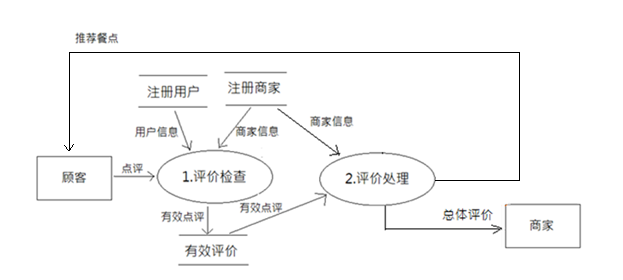 推荐餐点
注册用户
注册商家
用户信息
商家信息
商家信息
顾客
点评
1.评价检查
2.评价处理
有效点评
有效点评
总体评价
商家
有效评价